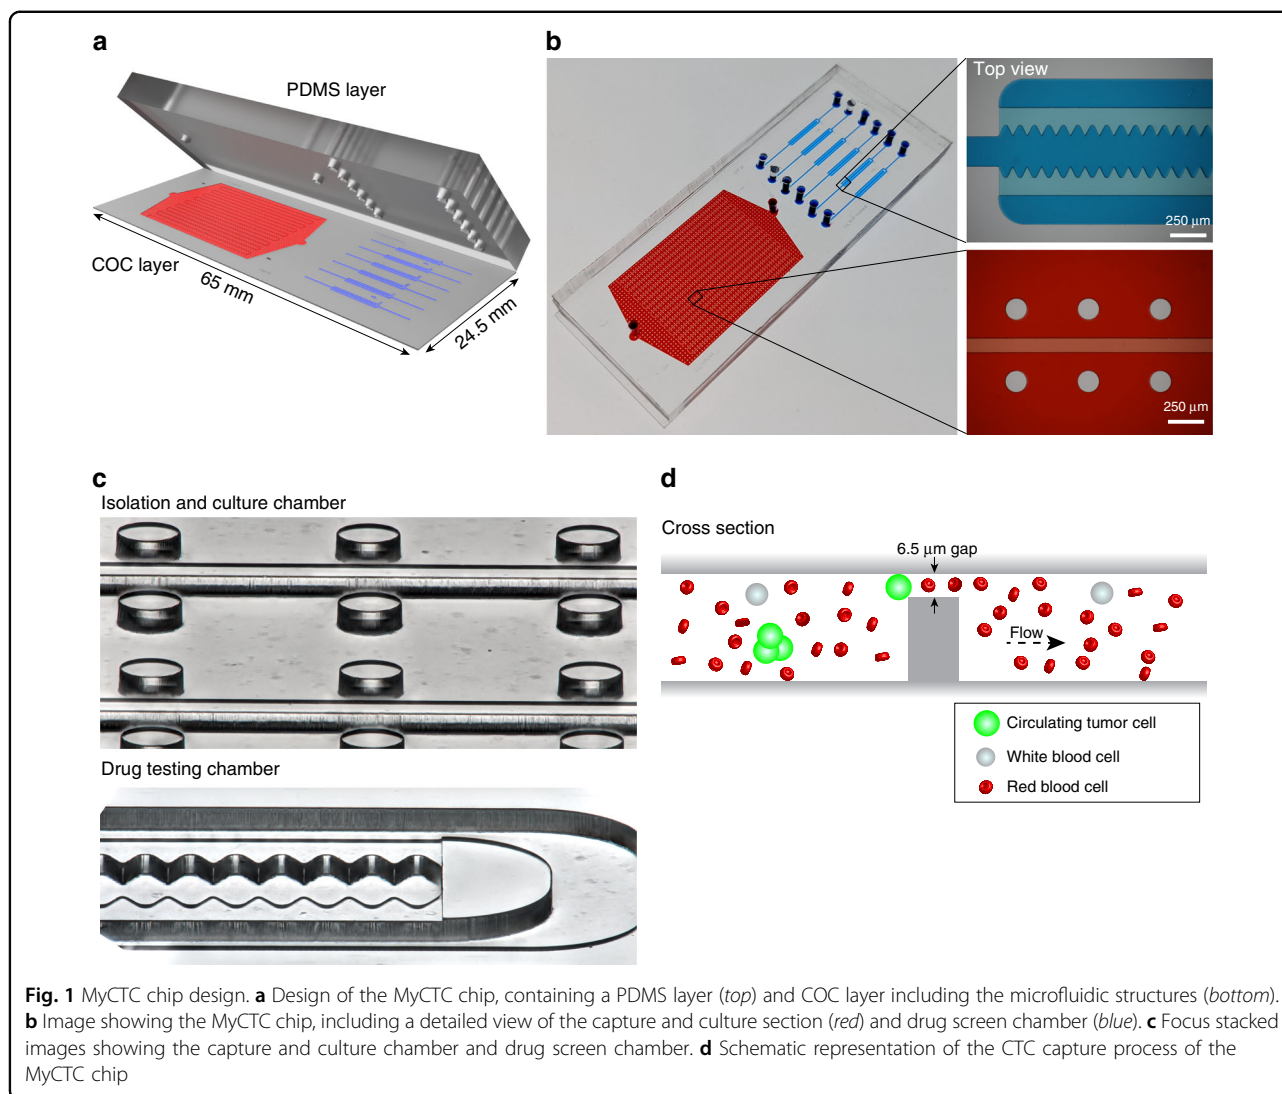 a
PDMS layer
COC layer
65 mm
24.5 mm
b
Top view
250 μm
250 μm
c
Isolation and culture chamber
Drug testing chamber
d
Cross section
6.5 μm gap
Flow
Circulating tumor cell
White blood cell
Red blood cell
Fig. 1 MyCTC chip design. a Design of the MyCTC chip, containing a PDMS layer (top) and COC layer including the microfluidic structures (bottom).
b Image showing the MyCTC chip, including a detailed view of the capture and culture section (red) and drug screen chamber (blue). c Focus stacked
images showing the capture and culture chamber and drug screen chamber. d Schematic representation of the CTC capture process of the
MyCTC chip